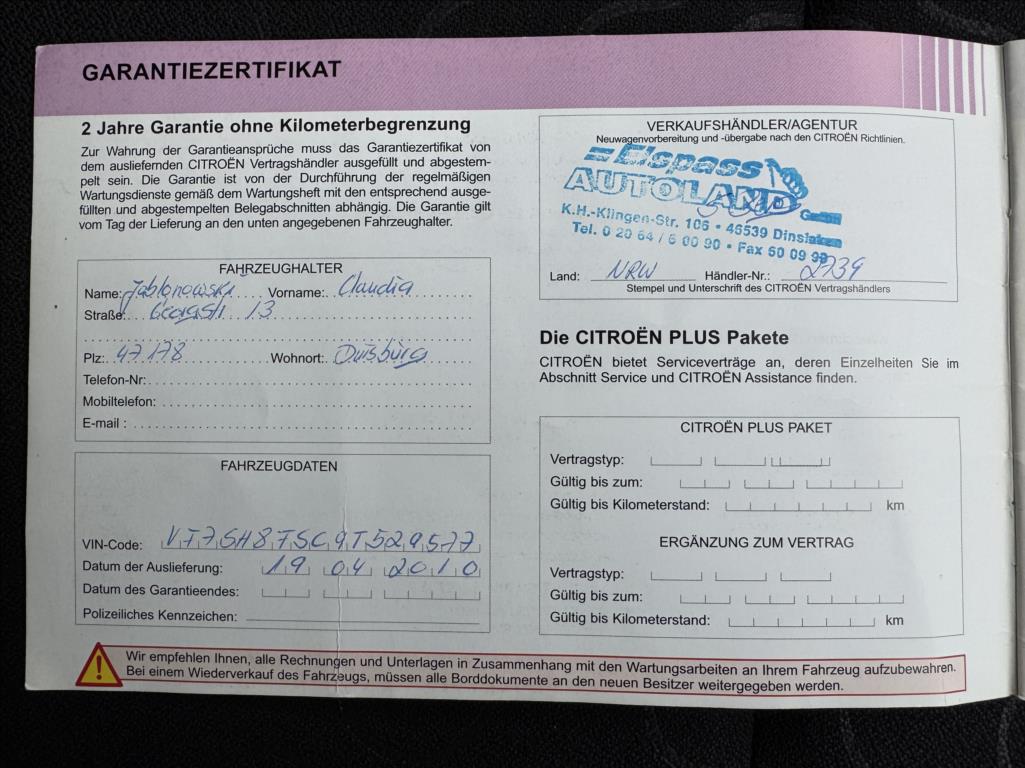 GARANTIEZERTIFIKAT
2 Jahre Garantie ohne Kilometerbegrenzung
Zur Wahrung der Garantieansprüche muss das Garantiezertifikat von
dem ausliefernden CITROËN Vertragshändler ausgefüllt und abgestem-
pelt sein. Die Garantie ist von der Durchführung der regelmäßigen
Wartungsdienste gemäß dem Wartungsheft mit den entsprechend ausge-
füllten und abgestempelten Belegabschnitten abhängig. Die Garantie gilt
vom Tag der Lieferung an den unten angegebenen Fahrzeughalter.
FAHRZEUGHALTER
Name: Jablonowski Vorname: Claudia
Straße: 13
Plz: 47178 Wohnort: Duisburg
Telefon-Nr:
Mobiltelefon:
E-mail :
FAHRZEUGDATEN
VIN-Code:
Datum der Auslieferung: 19 04 2010
Datum des Garantieendes:
Polizeiliches Kennzeichen:
VERKAUFSHÄNDLER/AGENTUR
Neuwagenvorbereitung und -übergabe nach den CITROËN Richtlinien.
Elspass
AUTOLAND GmbH
K.H.-Klingen-Str. 106 • 46539 Dinslaken
Tel. 0 20 64 / 6 00 90 • Fax 60 09 99
Land: NRW Händler-Nr.: 2739
Stempel und Unterschrift des CITROËN Vertragshändlers
Die CITROËN PLUS Pakete
CITROËN bietet Serviceverträge an, deren Einzelheiten Sie im
Abschnitt Service und CITROËN Assistance finden.
CITROËN PLUS PAKET
Vertragstyp:
Gültig bis zum:
Gültig bis Kilometerstand: km
ERGÄNZUNG ZUM VERTRAG
Vertragstyp:
Gültig bis zum:
Gültig bis Kilometerstand: km
Wir empfehlen Ihnen, alle Rechnungen und Unterlagen in Zusammenhang mit den Wartungsarbeiten an Ihrem Fahrzeug aufzubewahren.
Bei einem Wiederverkauf des Fahrzeugs, müssen alle Borddokumente an den neuen Besitzer weitergegeben werden.